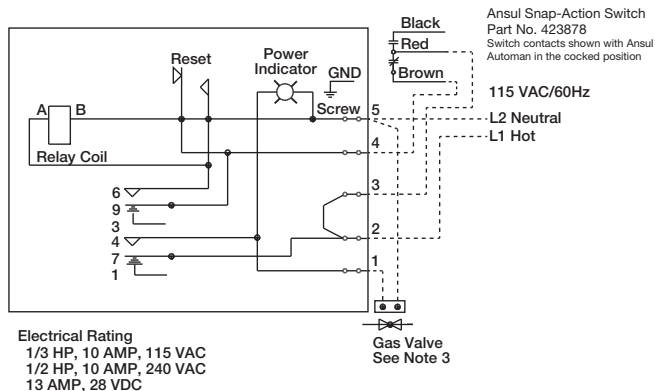 Ansul Snap-Action Switch
Part No. 423878
Switch contacts shown with Ansul
Automan in the cocked position
Black
Red
Brown
115 VAC/60Hz
L2 Neutral
L1 Hot
Reset
Power
Indicator
GND
Screw
A
B
Relay Coil
5
4
3
2
1
6
9
3
4
7
1
Gas Valve
See Note 3
Electrical Rating
1/3 HP, 10 AMP, 115 VAC
1/2 HP, 10 AMP, 240 VAC
13 AMP, 28 VDC